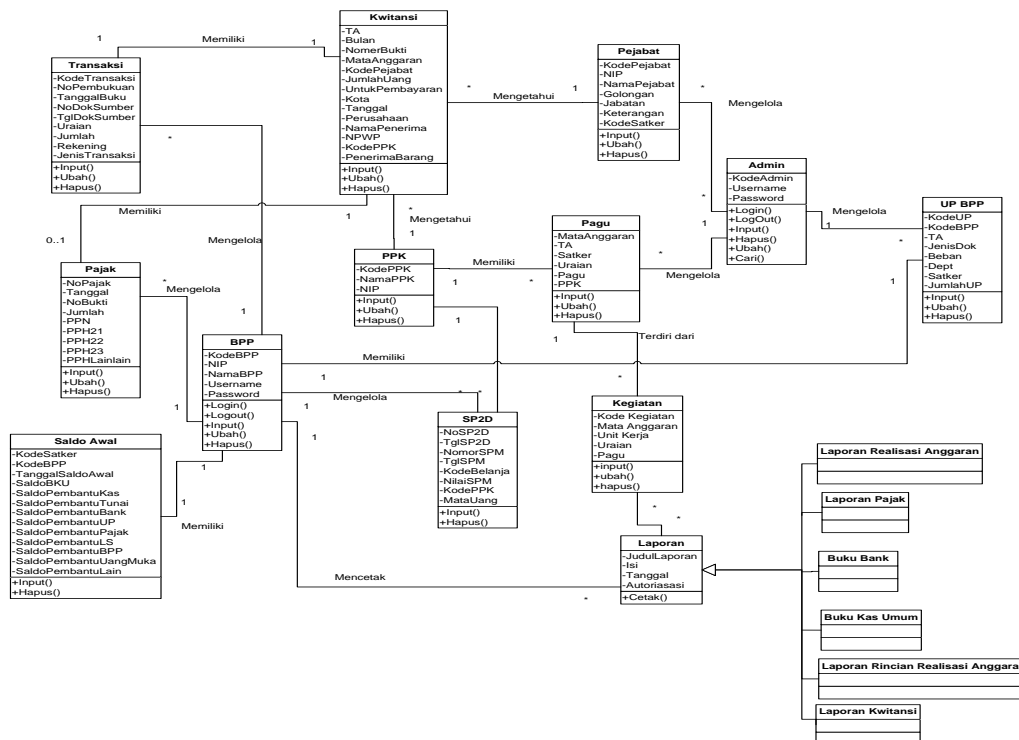 Kwitansi
-TA
-Bulan
-NomerBukti
-MataAnggaran
-KodePejabat
-JumlahUang
-UntukPembayaran
-Kota
-Tanggal
-Perusahaan
-NamaPenerima
-NPWP
-KodePPK
-PenerimaBarang
+Input()
+Ubah()
+Hapus()
1
Memiliki
1
Transaksi
-KodeTransaksi
-NoPembukuan
-TanggalBuku
-NoDokSumber
-TglDokSumber
-Uraian
-Jumlah
-Rekening
-JenisTransaksi
+Input()
+Ubah()
+Hapus()
*
Mengelola
1
Pejabat
-KodePejabat
-NIP
-NamaPejabat
-Golongan
-Jabatan
-Keterangan
-KodeSatker
+Input()
+Ubah()
+Hapus()
*
Mengetahui
1
*
Mengelola
*
Admin
-KodeAdmin
-Username
-Password
+Login()
+LogOut()
+Input()
+Hapus()
+Ubah()
+Cari()
1
Mengelola
1
*
UP BPP
-KodeUP
-KodeBPP
-TA
-JenisDok
-Beban
-Dept
-Satker
-JumlahUP
+Input()
+Ubah()
+Hapus()
1
Memiliki
1
0..1
*
Mengetahui
1
Pagu
-MataAnggaran
-TA
-Satker
-Uraian
-Pagu
-PPK
+Input()
+Ubah()
+Hapus()
*
Mengelola
PPK
-KodePPK
-NamaPPK
-NIP
+Input()
+Ubah()
+Hapus()
Memiliki
1
*
1
Pajak
-NoPajak
-Tanggal
-NoBukti
-Jumlah
-PPN
-PPH21
-PPH22
-PPH23
-PPHLainlain
+Input()
+Ubah()
+Hapus()
*
Mengelola
1
BPP
-KodeBPP
-NIP
-NamaBPP
-Username
-Password
+Login()
+Logout()
+Input()
+Ubah()
+Hapus()
Memiliki
1
1
Mengelola
*
*
1
1
Terdiri dari
*
SP2D
-NoSP2D
-TglSP2D
-NomorSPM
-TglSPM
-KodeBelanja
-NilaiSPM
-KodePPK
-MataUang
+Input()
+Hapus()
Kegiatan
-Kode Kegiatan
-Mata Anggaran
-Unit Kerja
-Uraian
-Pagu
+input()
+ubah()
+hapus()
*
*
Saldo Awal
-KodeSatker
-KodeBPP
-TanggalSaldoAwal
-SaldoBKU
-SaldoPembantuKas
-SaldoPembantuTunai
-SaldoPembantuBank
-SaldoPembantuUP
-SaldoPembantuPajak
-SaldoPembantuLS
-SaldoPembantuBPP
-SaldoPembantuUangMuka
-SaldoPembantuLain
+Input()
+Hapus()
1
1
Memiliki
1
Mencetak
*
Laporan
-JudulLaporan
-Isi
-Tanggal
-Autoriasasi
+Cetak()
Laporan Realisasi Anggaran
Laporan Pajak
Buku Bank
Buku Kas Umum
Laporan Rincian Realisasi Anggara
Laporan Kwitansi